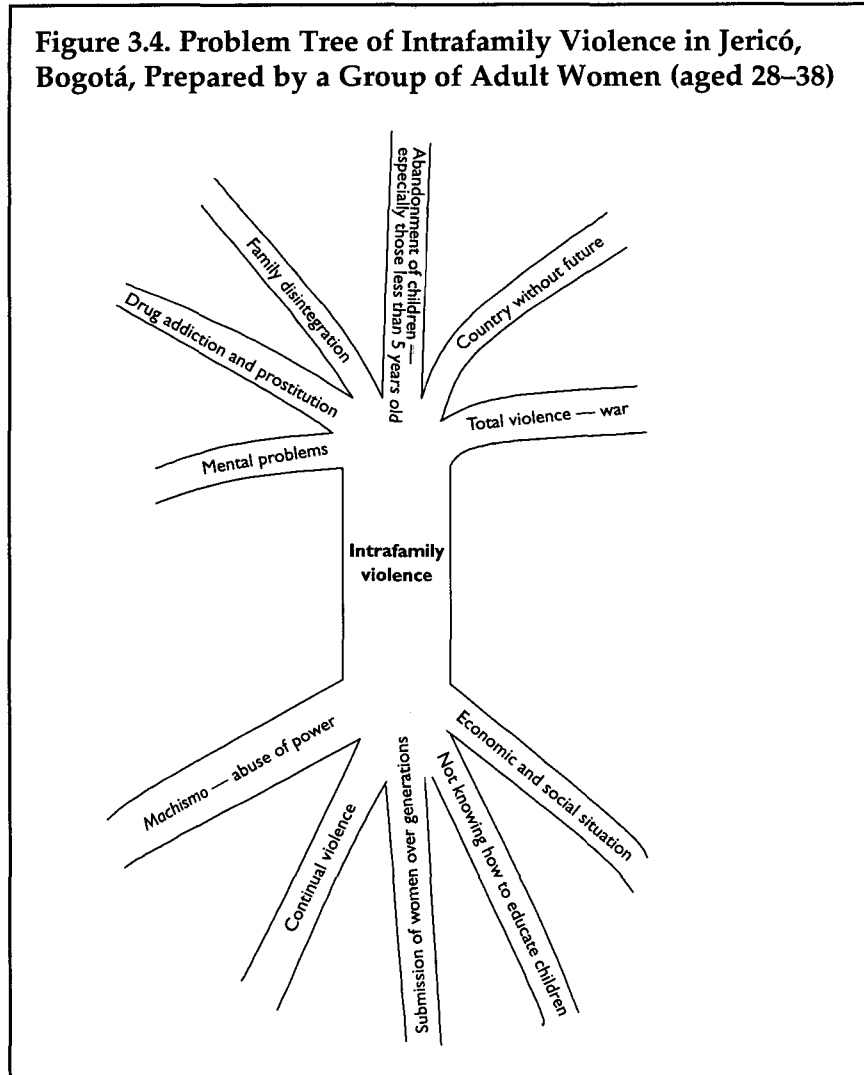 Figure 3.4. Problem Tree of Intrafamily Violence in Jericó,
Bogotá, Prepared by a Group of Adult Women (aged 28–38)
Abandonment of children —
especially those less than 5 years old
Family disintegration
Country without future
Drug addiction and prostitution
Total violence — war
Mental problems
Intrafamily
violence
Machismo — abuse of power
Continual violence
Submission of women over generations
Not knowing how to educate children
Economic and social situation